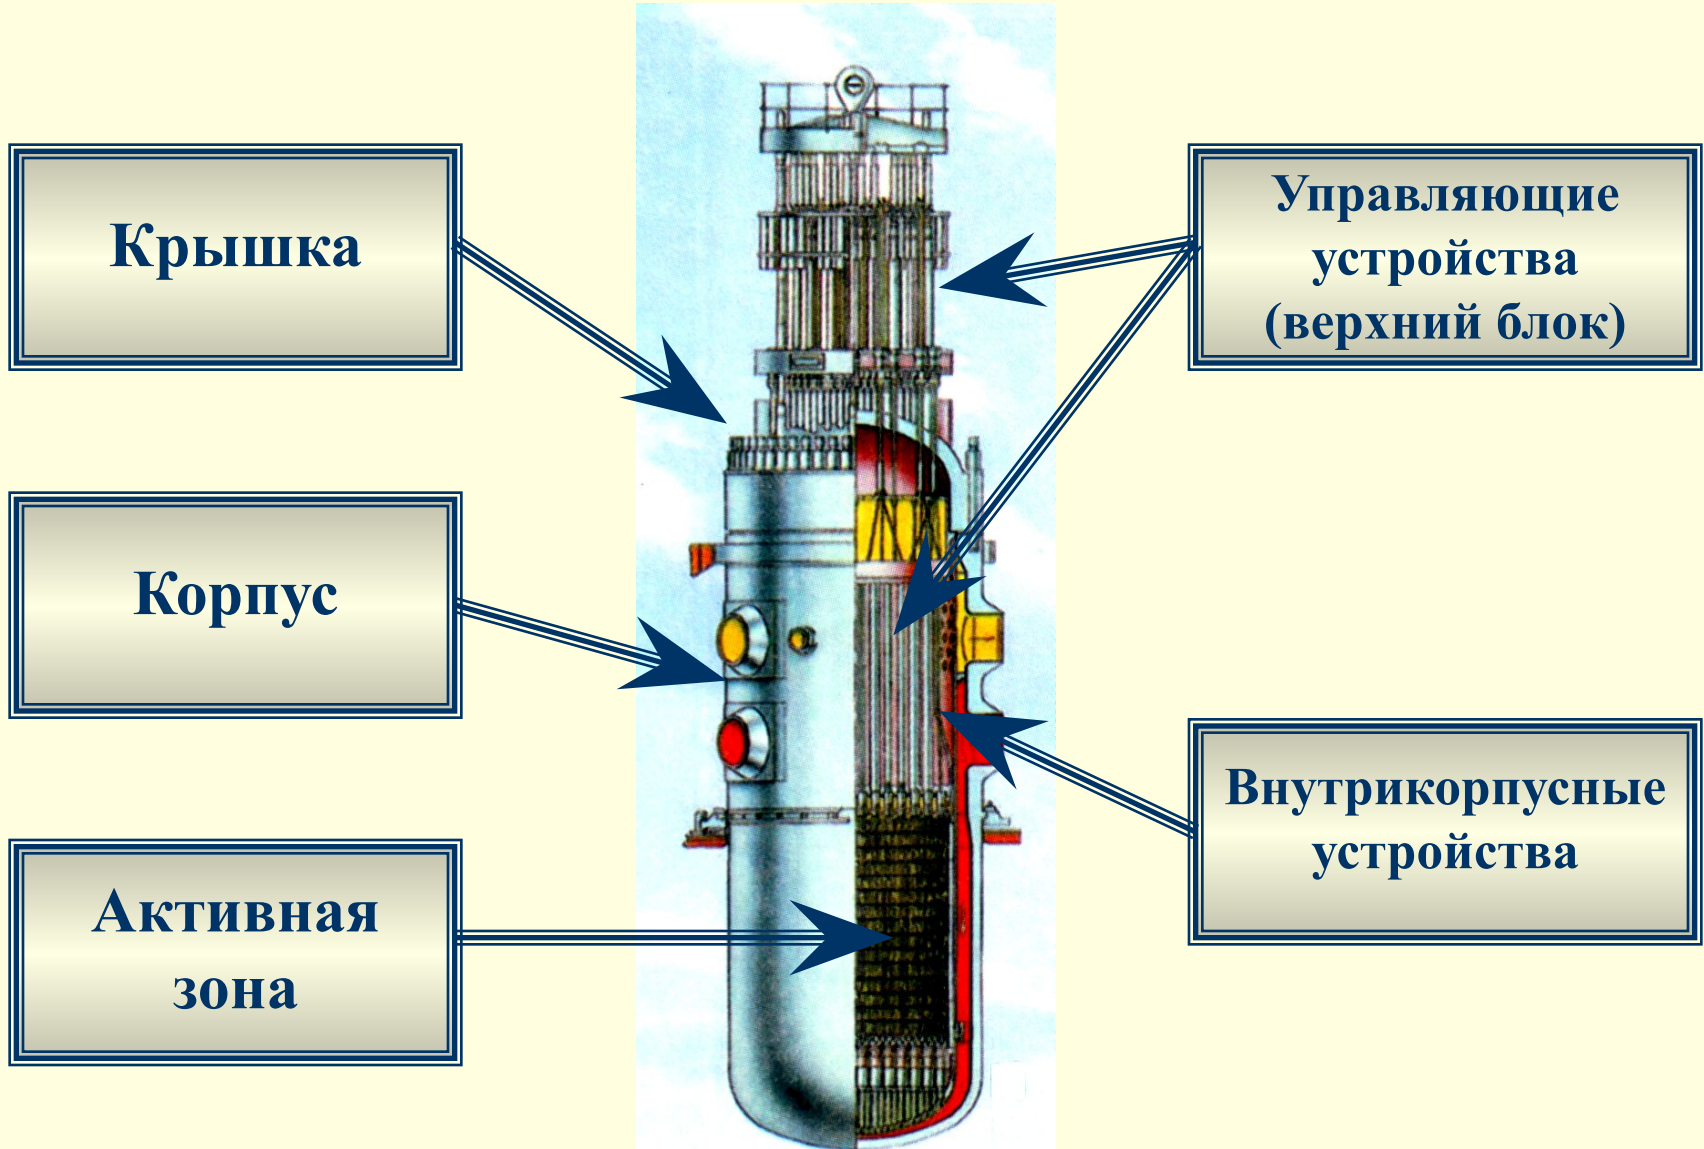 Крышка
Корпус
Активная
зона
Управляющие
устройства
(верхний блок)
Внутрикорпусные
устройства